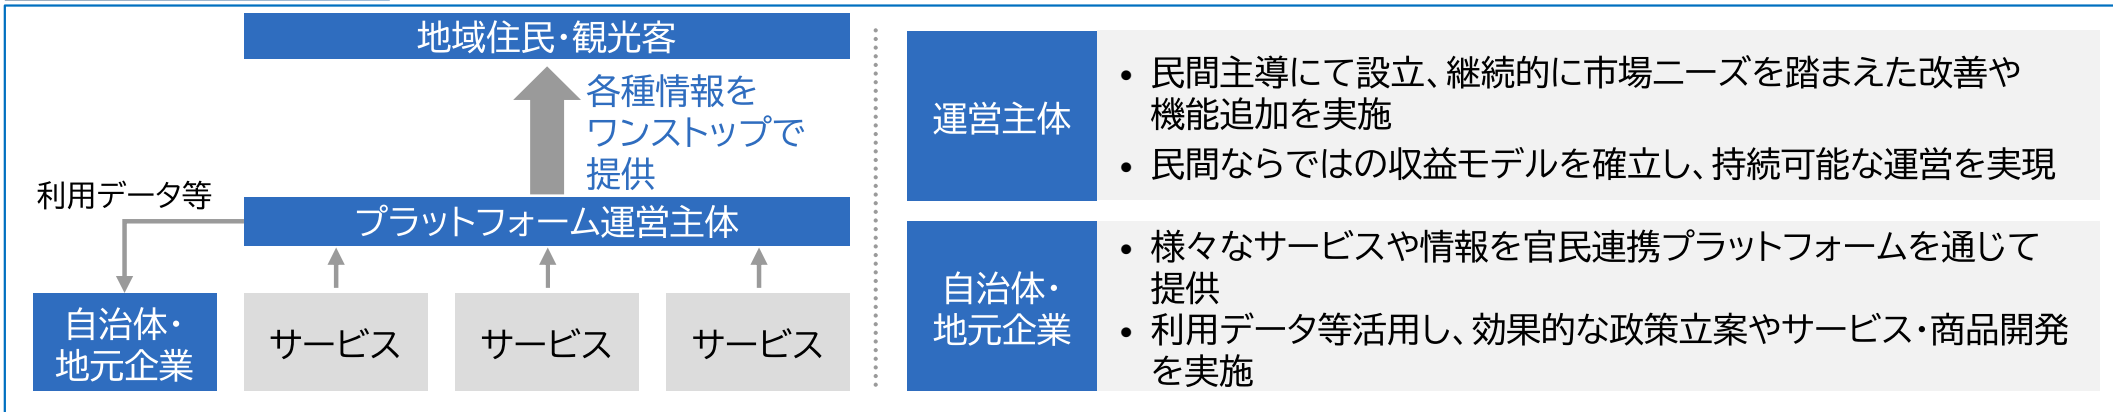 地域住民・観光客
各種情報を
ワンストップで
提供
利用データ等
プラットフォーム運営主体
自治体・
地元企業
サービス
サービス
サービス
運営主体
• 民間主導にて設立、継続的に市場ニーズを踏まえた改善や
機能追加を実施
• 民間ならではの収益モデルを確立し、持続可能な運営を実現
自治体・
地元企業
• 様々なサービスや情報を官民連携プラットフォームを通じて
提供
• 利用データ等活用し、効果的な政策立案やサービス・商品開発
を実施